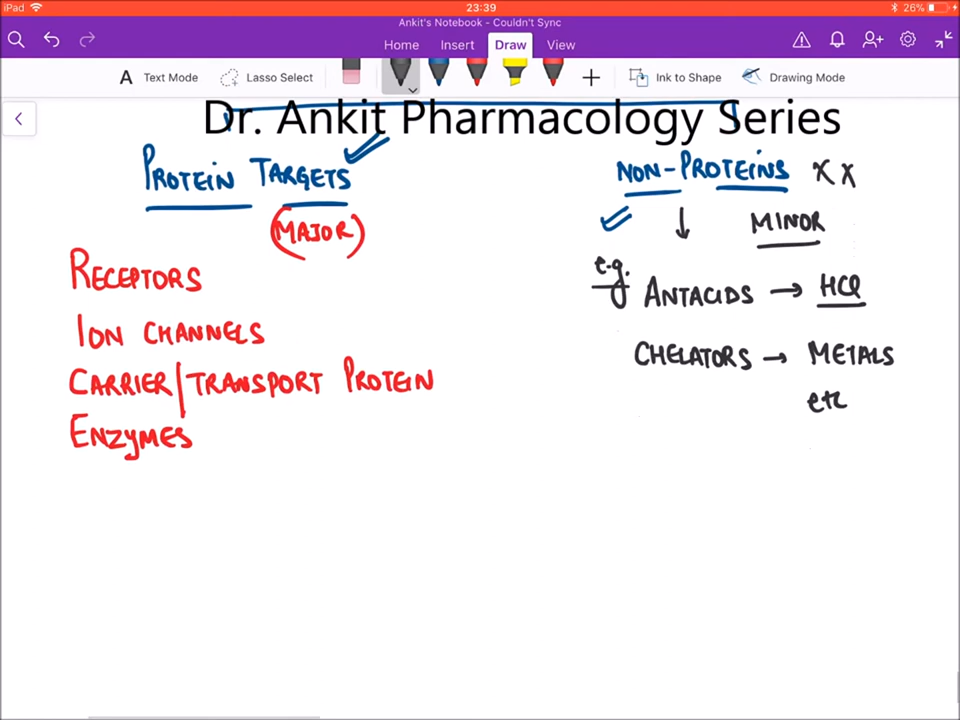 iPad 23:39 26%
Ankit's Notebook - Couldn't Sync
Home Insert Draw View
A Text Mode Lasso Select Ink to Shape Drawing Mode
Dr. Ankit Pharmacology Series
PROTEIN TARGETS
(MAJOR)
RECEPTORS
ION CHANNELS
CARRIER/TRANSPORT PROTEIN
ENZYMES
NON-PROTEINS XX
MINOR
e.g. ANTACIDS → HCl
CHELATORS → METALS
etc